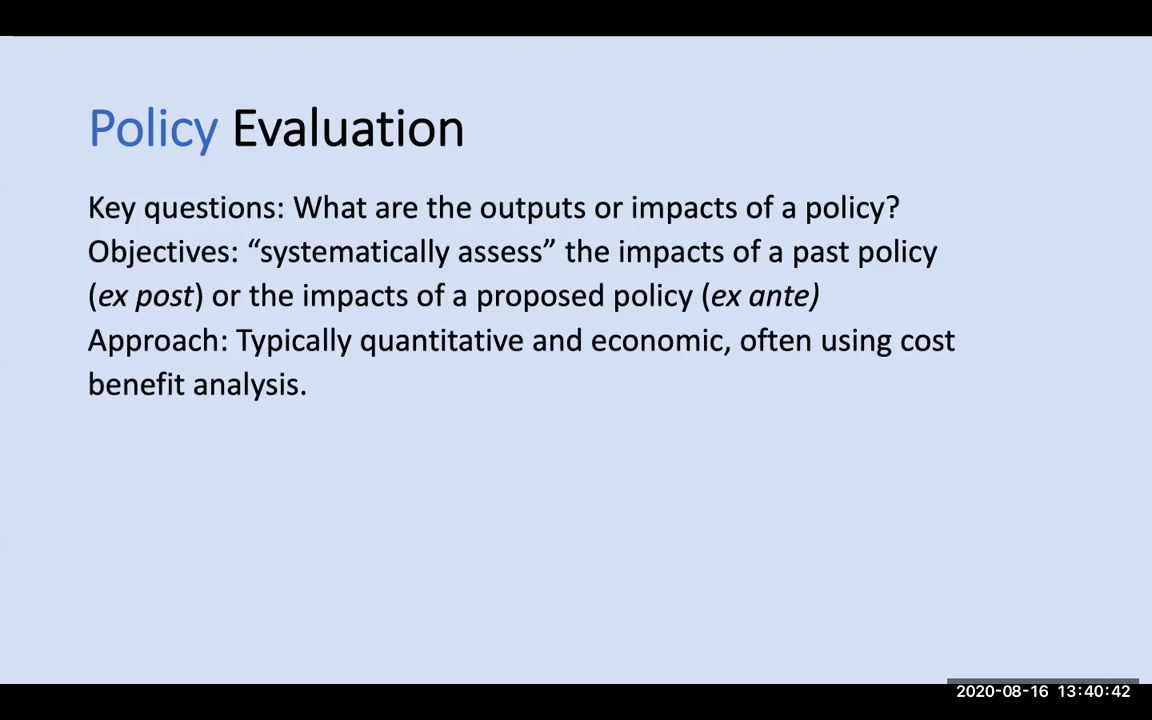 Policy Evaluation
Key questions: What are the outputs or impacts of a policy?
Objectives: “systematically assess” the impacts of a past policy
(ex post) or the impacts of a proposed policy (ex ante)
Approach: Typically quantitative and economic, often using cost
benefit analysis.
2020-08-16 13:40:42